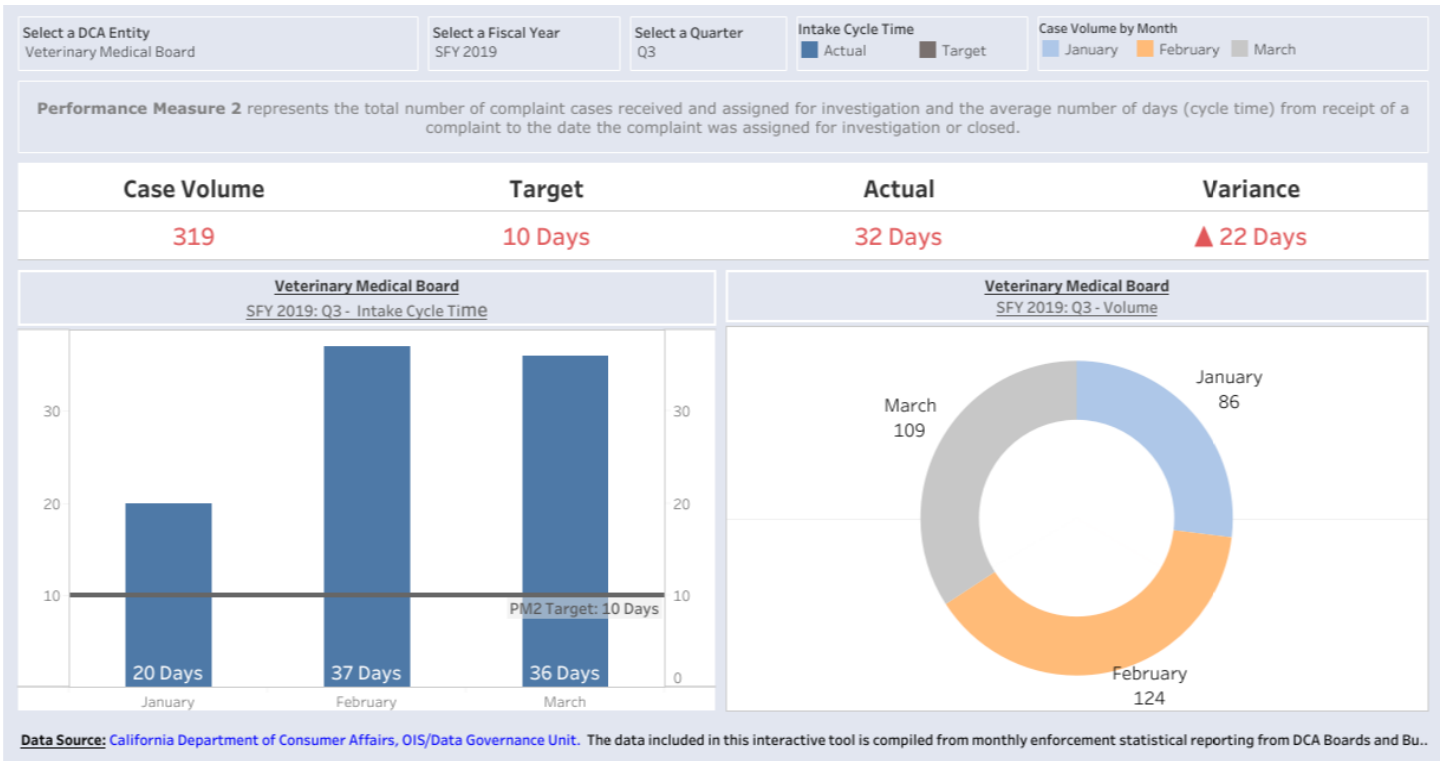 Select a DCA Entity
Veterinary Medical Board
Select a Fiscal Year
SFY 2019
Select a Quarter
Q3
Intake Cycle Time
Actual
Target
Case Volume by Month
January
February
March
Performance Measure 2 represents the total number of complaint cases received and assigned for investigation and the average number of days (cycle time) from receipt of a
complaint to the date the complaint was assigned for investigation or closed.
Case Volume
Target
Actual
Variance
319
10 Days
32 Days
▲ 22 Days
Veterinary Medical Board
SFY 2019: Q3 - Intake Cycle Time
30
20
10
30
20
10
0
PM2 Target: 10 Days
20 Days
37 Days
36 Days
January
February
March
Veterinary Medical Board
SFY 2019: Q3 - Volume
January
86
March
109
February
124
Data Source: California Department of Consumer Affairs, OIS/Data Governance Unit. The data included in this interactive tool is compiled from monthly enforcement statistical reporting from DCA Boards and Bu..